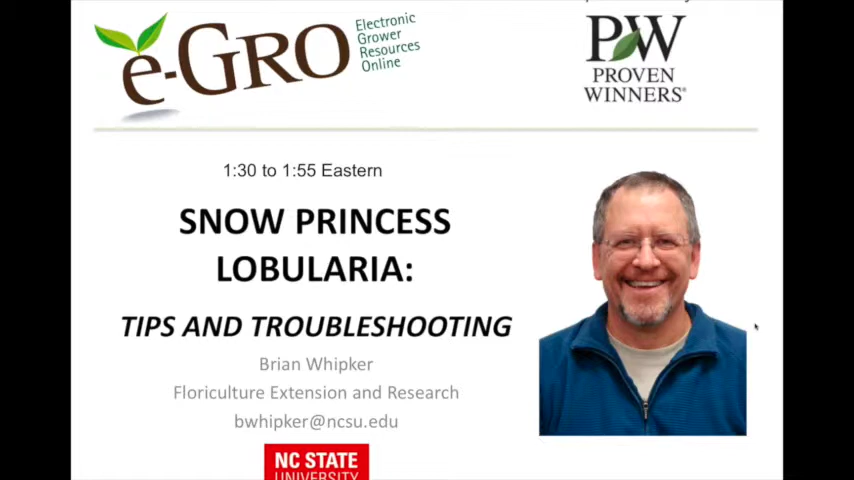 e-GRO
Electronic
Grower
Resources
Online
PW
PROVEN
WINNERS®
1:30 to 1:55 Eastern
SNOW PRINCESS
LOBULARIA:
TIPS AND TROUBLESHOOTING
Brian Whipker
Floriculture Extension and Research
bwhipker@ncsu.edu
NC STATE
UNIVERSITY